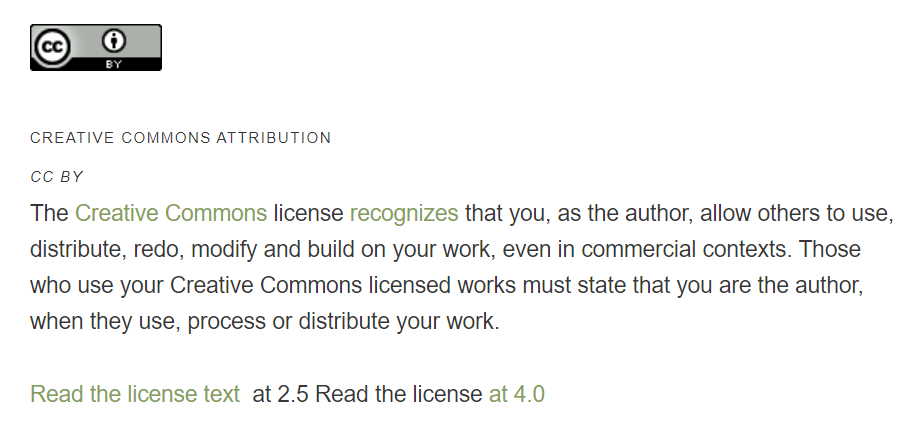 cc
BY
CREATIVE COMMONS ATTRIBUTION
CC BY
The Creative Commons license recognizes that you, as the author, allow others to use,
distribute, redo, modify and build on your work, even in commercial contexts. Those
who use your Creative Commons licensed works must state that you are the author,
when they use, process or distribute your work.
Read the license text at 2.5 Read the license at 4.0